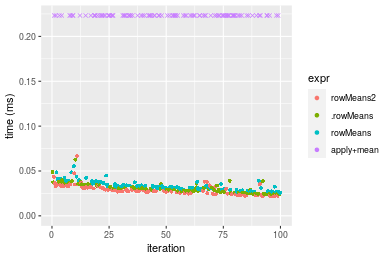 0.20
0.15
0.10
0.05
0.00
time (ms)
0
25
50
75
100
iteration
expr
rowMeans2
.rowMeans
rowMeans
apply+mean